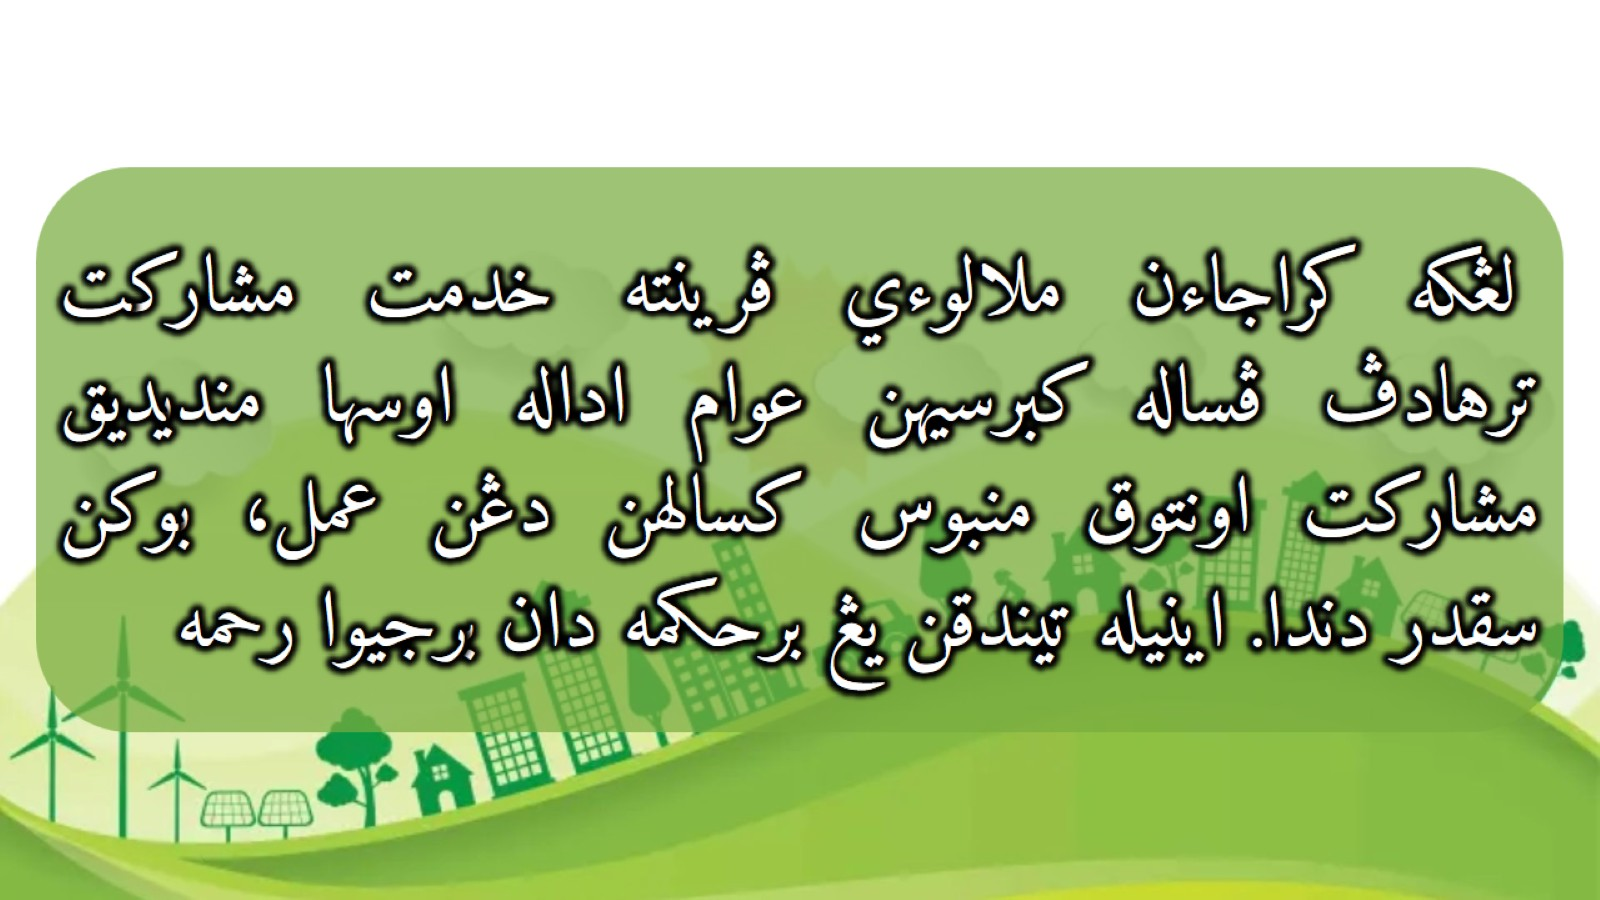 لڠكه كراجاءن ملالوءي ڤرينته خدمت مشاركت
ترهادڤ ڤساله كبرسيهن عوام اداله اوسها منديديق
مشاركت اونتوق منبوس كسالهن دڠن عمل، بوكن
سقدر دندا. اينيله تيندقن يڠ برحكمه دان برجيوا رحمه